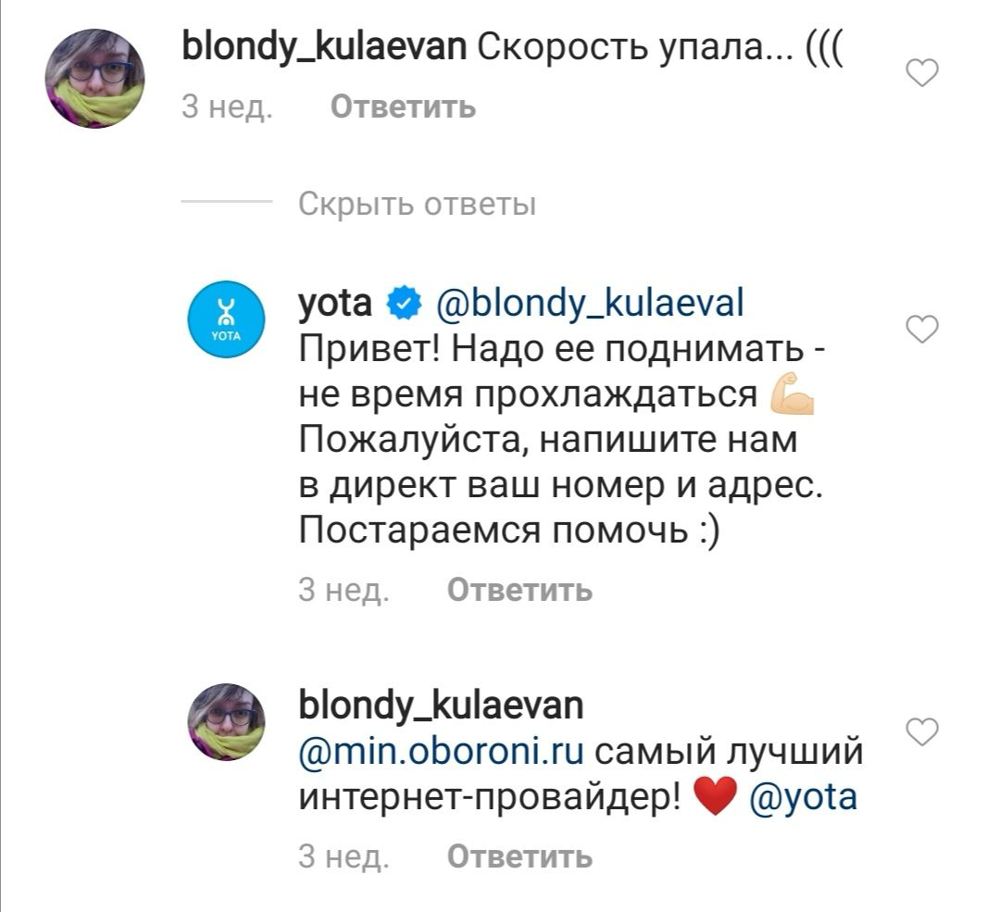 blondy_kulaevan Скорость упала... (((
3 нед. Ответить
Скрыть ответы
yota @blondy_kulaeval
YOTA
Привет! Надо ее поднимать -
не время прохлаждаться 💪🏻
Пожалуйста, напишите нам
в директ ваш номер и адрес.
Постараемся помочь :)
3 нед. Ответить
blondy_kulaevan
@min.oboroni.ru самый лучший
интернет-провайдер! ❤️ @yota
3 нед. Ответить